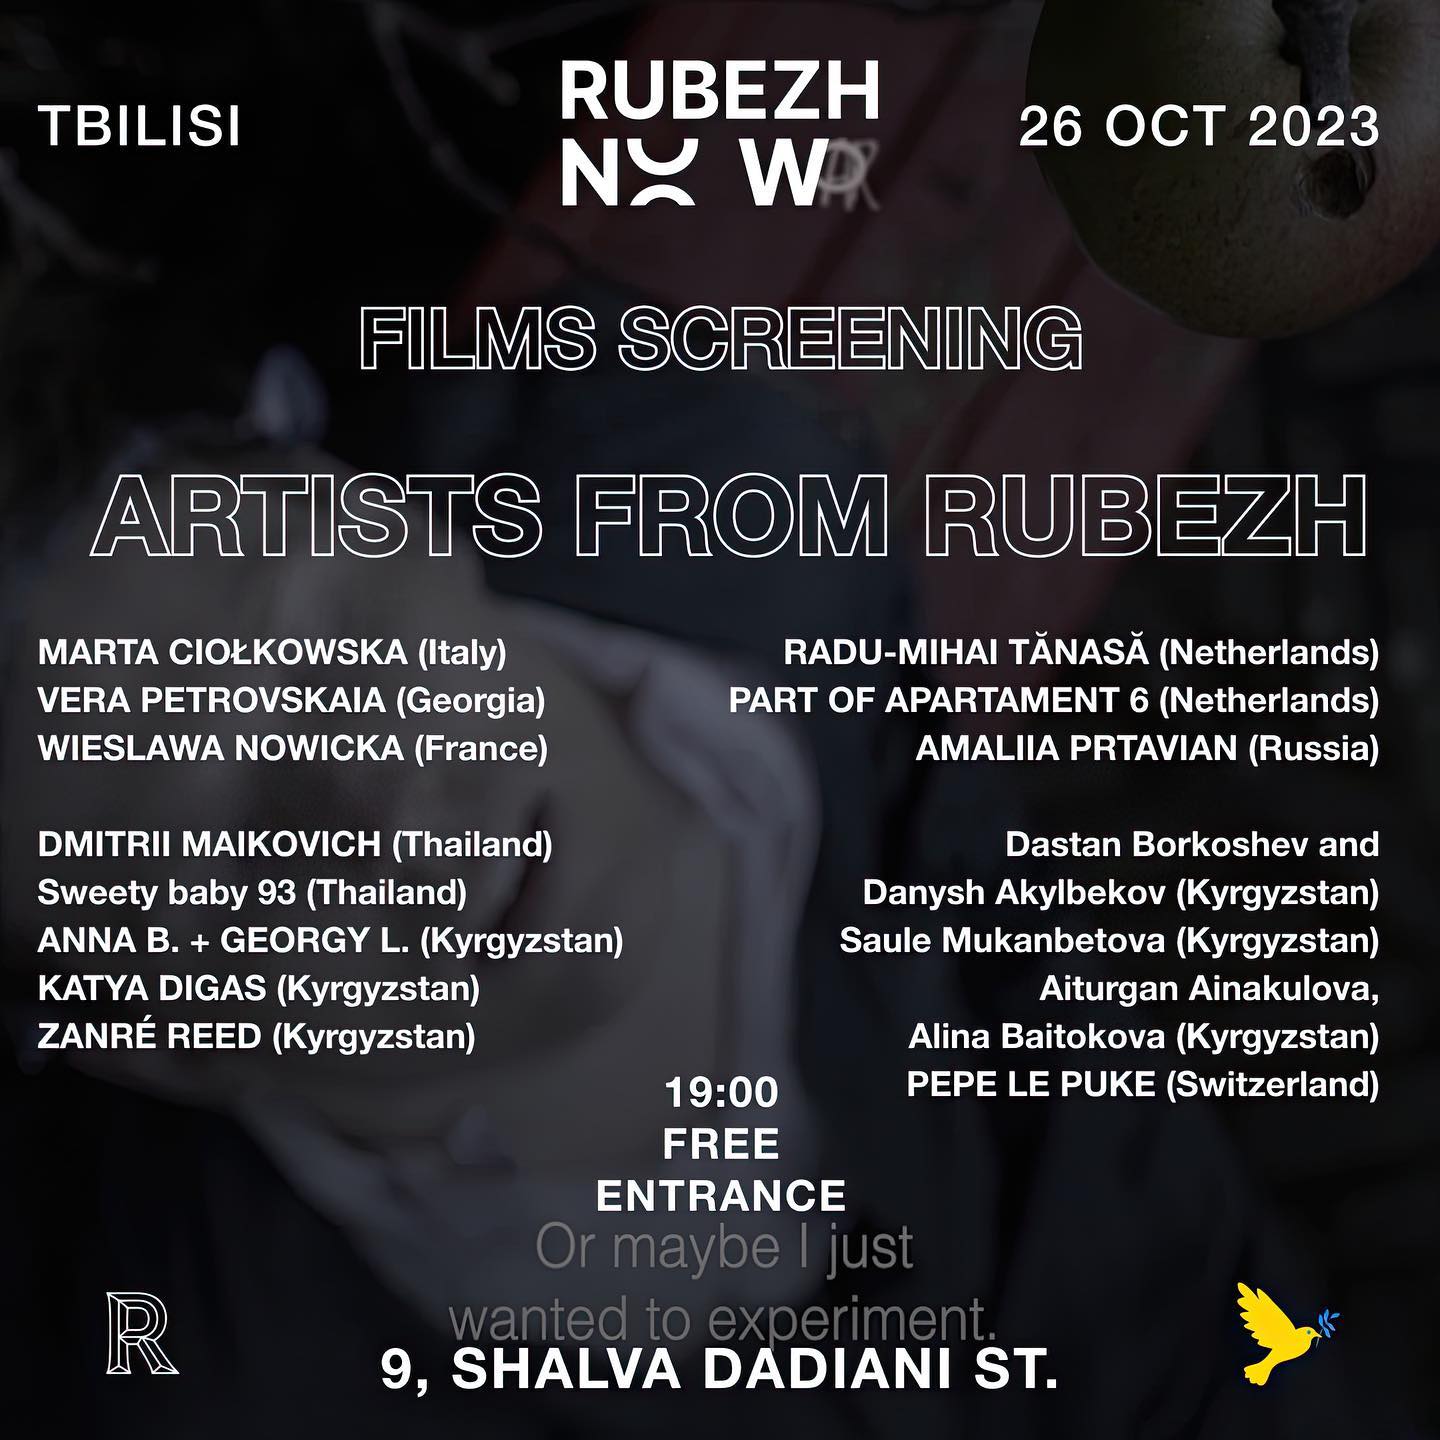 TBILISI
RUBEZH
NO WAR
26 OCT 2023
FILMS SCREENING
ARTISTS FROM RUBEZH
MARTA CIOŁKOWSKA (Italy)
VERA PETROVSKAIA (Georgia)
WIESLAWA NOWICKA (France)
DMITRII MAIKOVICH (Thailand)
Sweety baby 93 (Thailand)
ANNA B. + GEORGY L. (Kyrgyzstan)
KATYA DIGAS (Kyrgyzstan)
ZANRÉ REED (Kyrgyzstan)
RADU-MIHAI TĂNASĂ (Netherlands)
PART OF APARTAMENT 6 (Netherlands)
AMALIIA PRTAVIAN (Russia)
Dastan Borkoshev and
Danysh Akylbekov (Kyrgyzstan)
Saule Mukanbetova (Kyrgyzstan)
Aiturgan Ainakulova,
Alina Baitokova (Kyrgyzstan)
PEPE LE PUKE (Switzerland)
19:00
FREE
ENTRANCE
Or maybe I just
wanted to experiment.
9, SHALVA DADIANI ST.
R